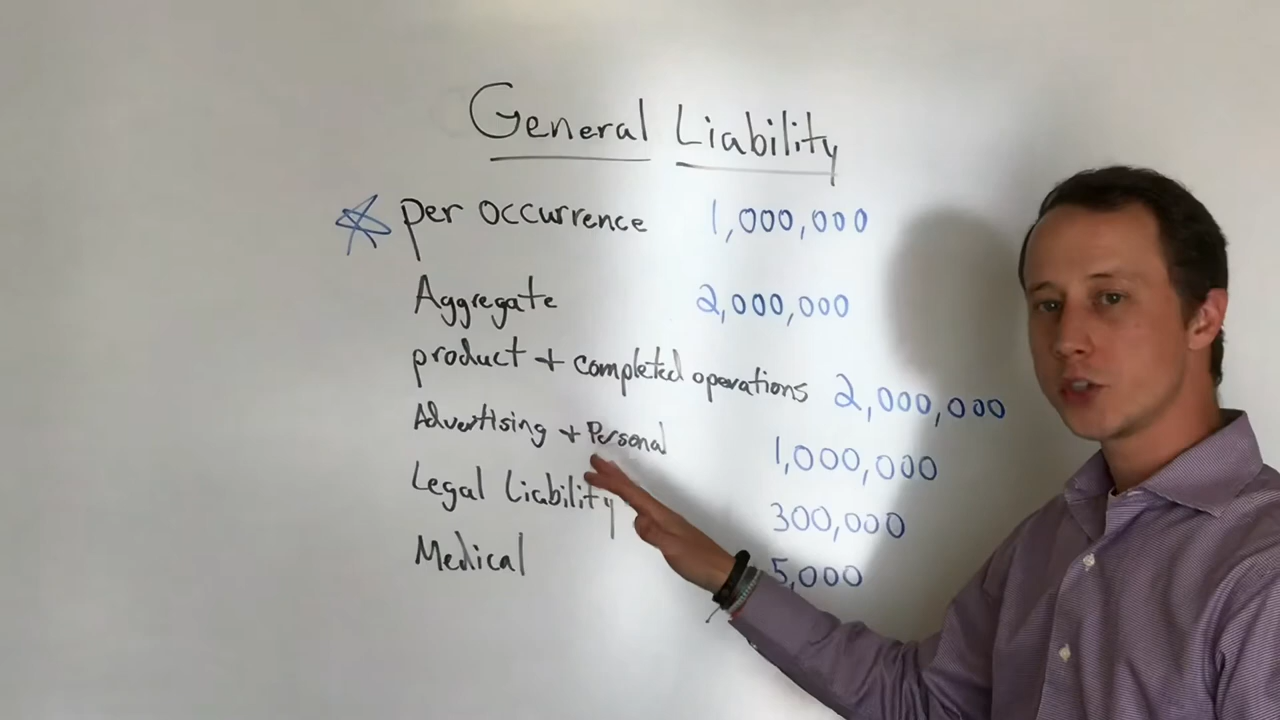 General Liability
per occurrence 1,000,000
Aggregate 2,000,000
product + completed operations 2,000,000
Advertising + Personal 1,000,000
Legal Liability 300,000
Medical 5,000